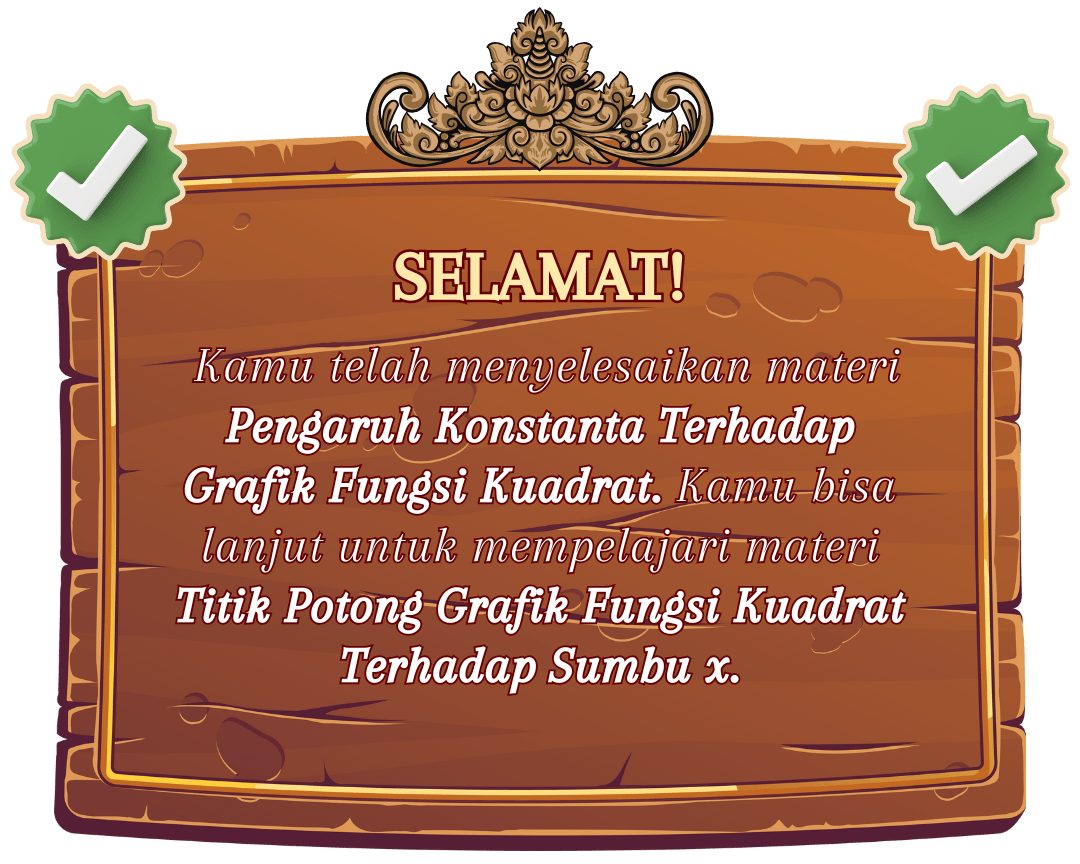 SELAMAT!
Kamu telah menyelesaikan materi
Pengaruh Konstanta Terhadap
Grafik Fungsi Kuadrat. Kamu bisa
lanjut untuk mempelajari materi
Titik Potong Grafik Fungsi Kuadrat
Terhadap Sumbu x.